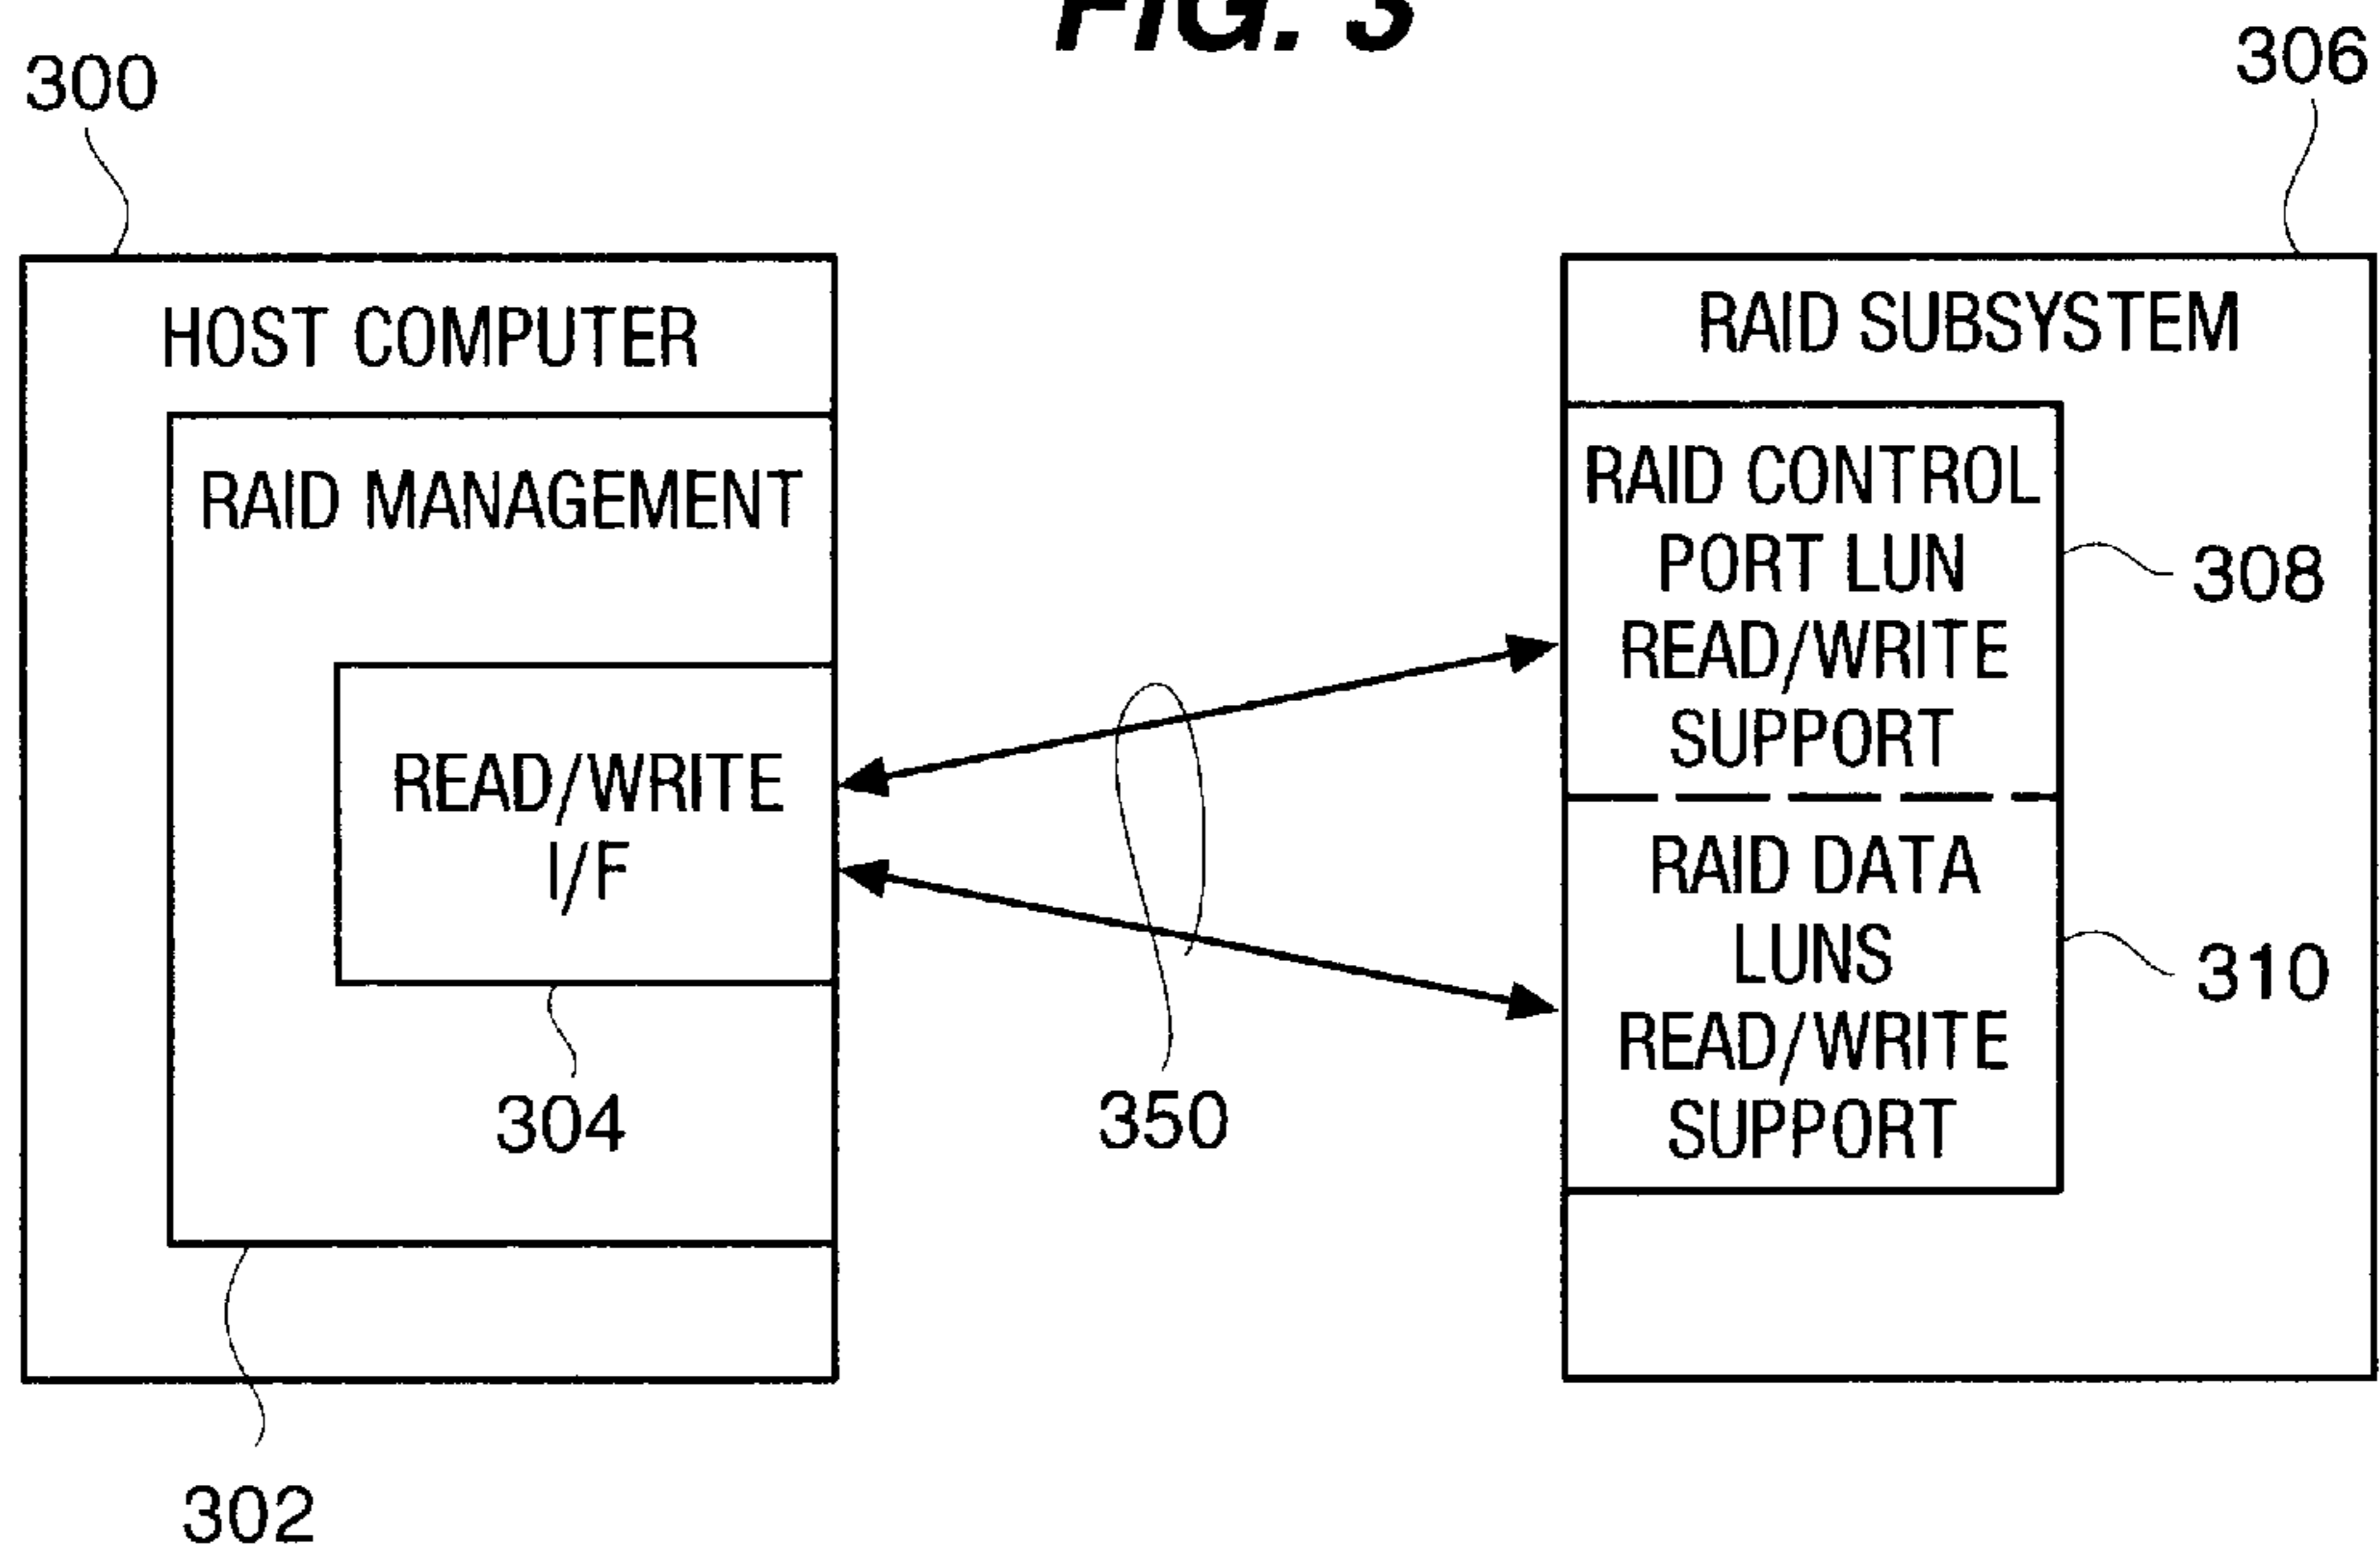 FIG. 3
300
306
HOST COMPUTER
RAID MANAGEMENT
READ/WRITE
I/F
304
302
350
RAID SUBSYSTEM
RAID CONTROL
PORT LUN
READ/WRITE
SUPPORT
308
RAID DATA
LUNS
READ/WRITE
SUPPORT
310